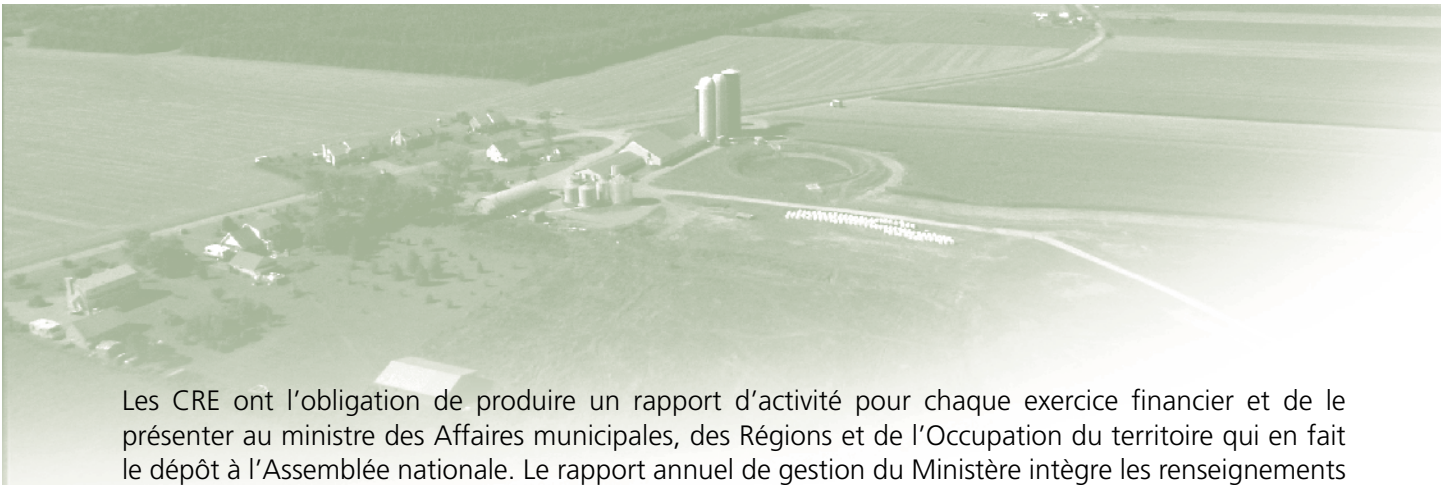 Les CRE ont l’obligation de produire un rapport d’activité pour chaque exercice financier et de le
présenter au ministre des Affaires municipales, des Régions et de l’Occupation du territoire qui en fait
le dépôt à l’Assemblée nationale. Le rapport annuel de gestion du Ministère intègre les renseignements